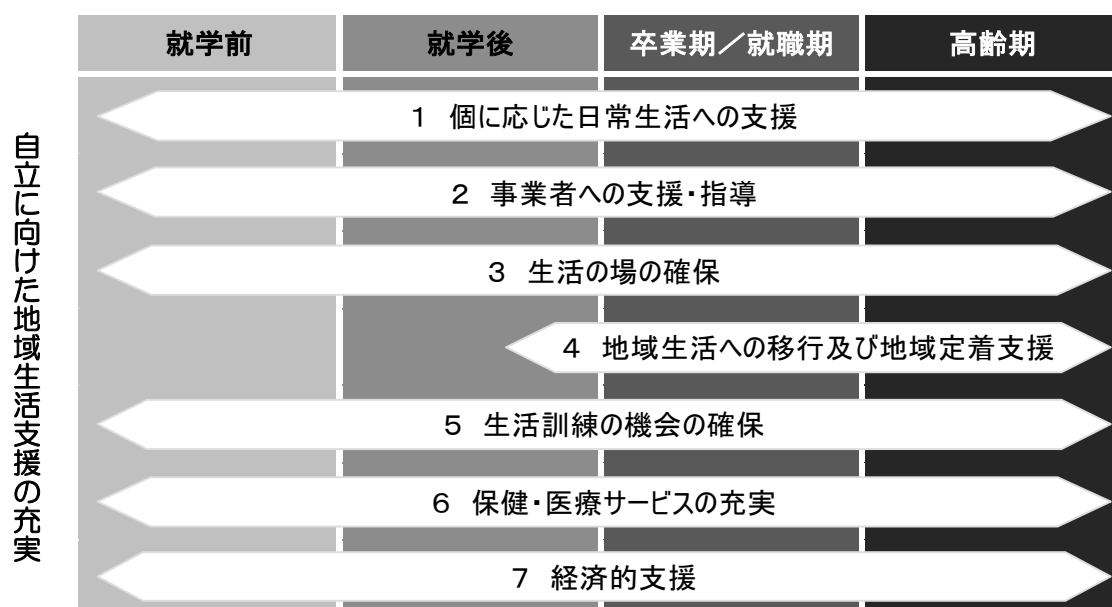 就学前
就学後
卒業期／就職期
高齢期
自立に向けた地域生活支援の充実
１　個に応じた日常生活への支援
２　事業者への支援・指導
３　生活の場の確保
４　地域生活への移行及び地域定着支援
５　生活訓練の機会の確保
６　保健・医療サービスの充実
７　経済的支援